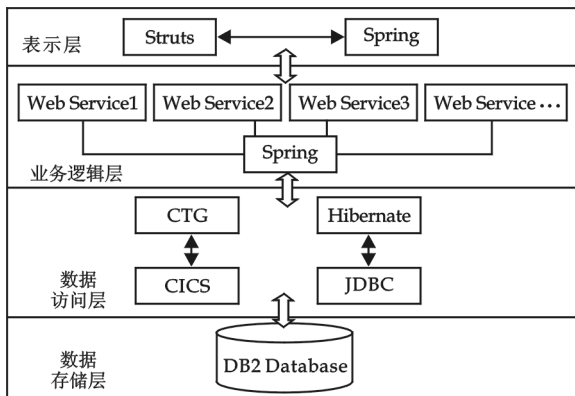 表示层
Struts
Spring
Web Service1
Web Service2
Web Service3
Web Service···
Spring
业务逻辑层
CTG
Hibernate
CICS
JDBC
数据
访问层
DB2 Database
数据
存储层